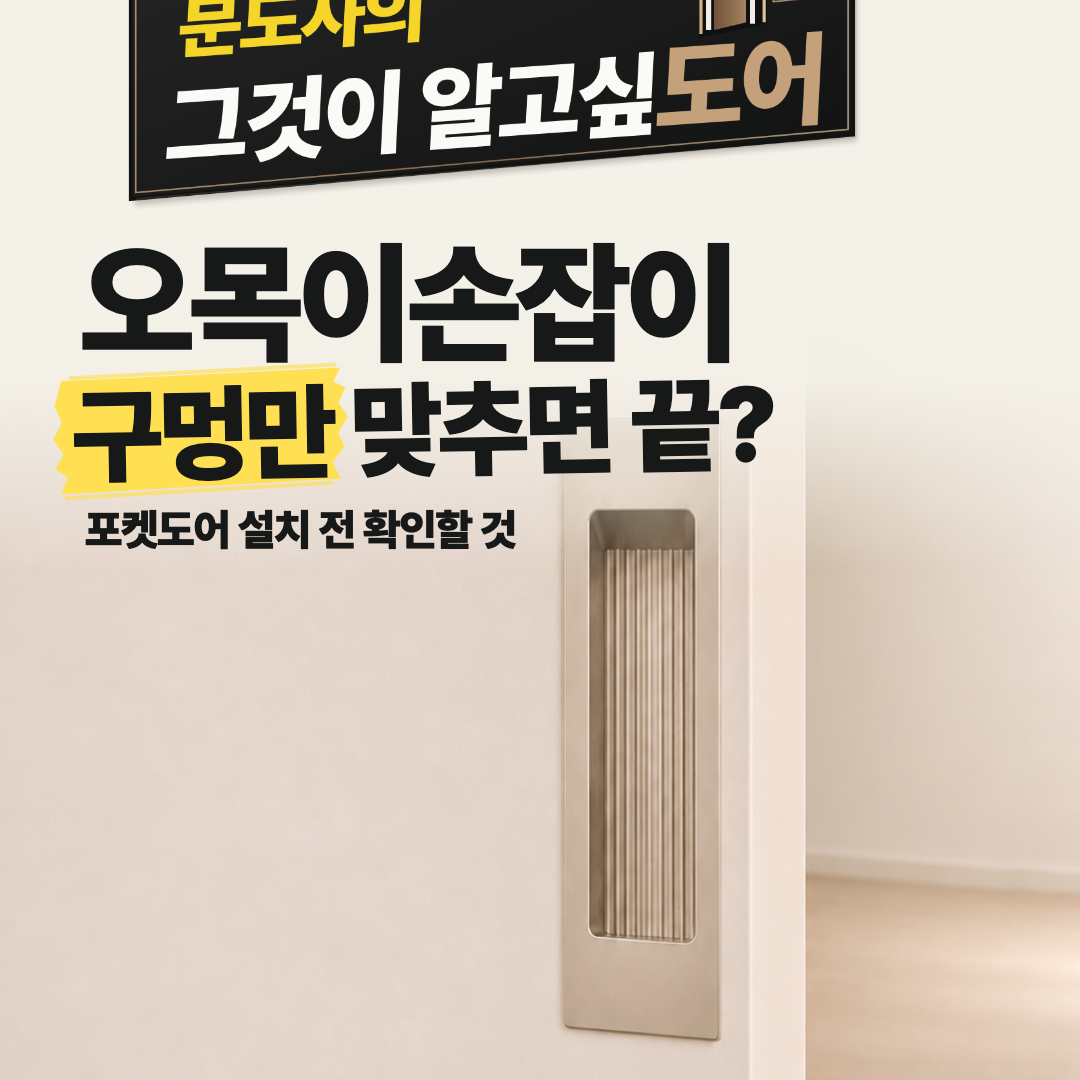 문도사의
그것이 알고싶도어
오목이손잡이
구멍만 맞추면 끝?
포켓도어 설치 전 확인할 것